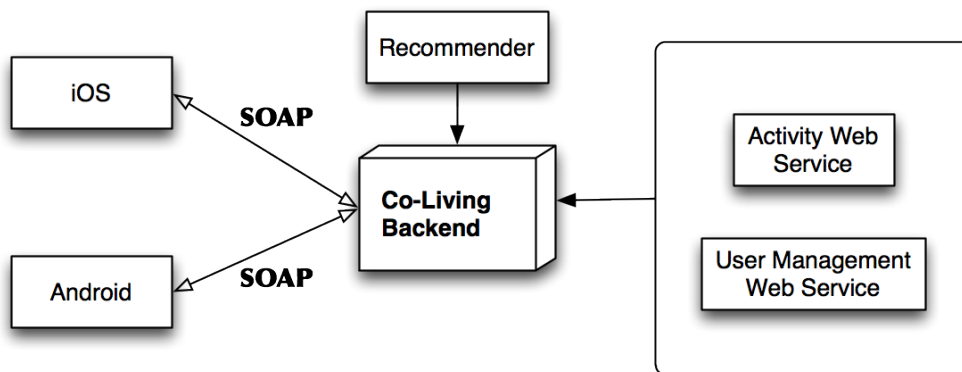 Recommender
iOS
SOAP
Co-Living
Backend
Activity Web
Service
SOAP
Android
User Management
Web Service